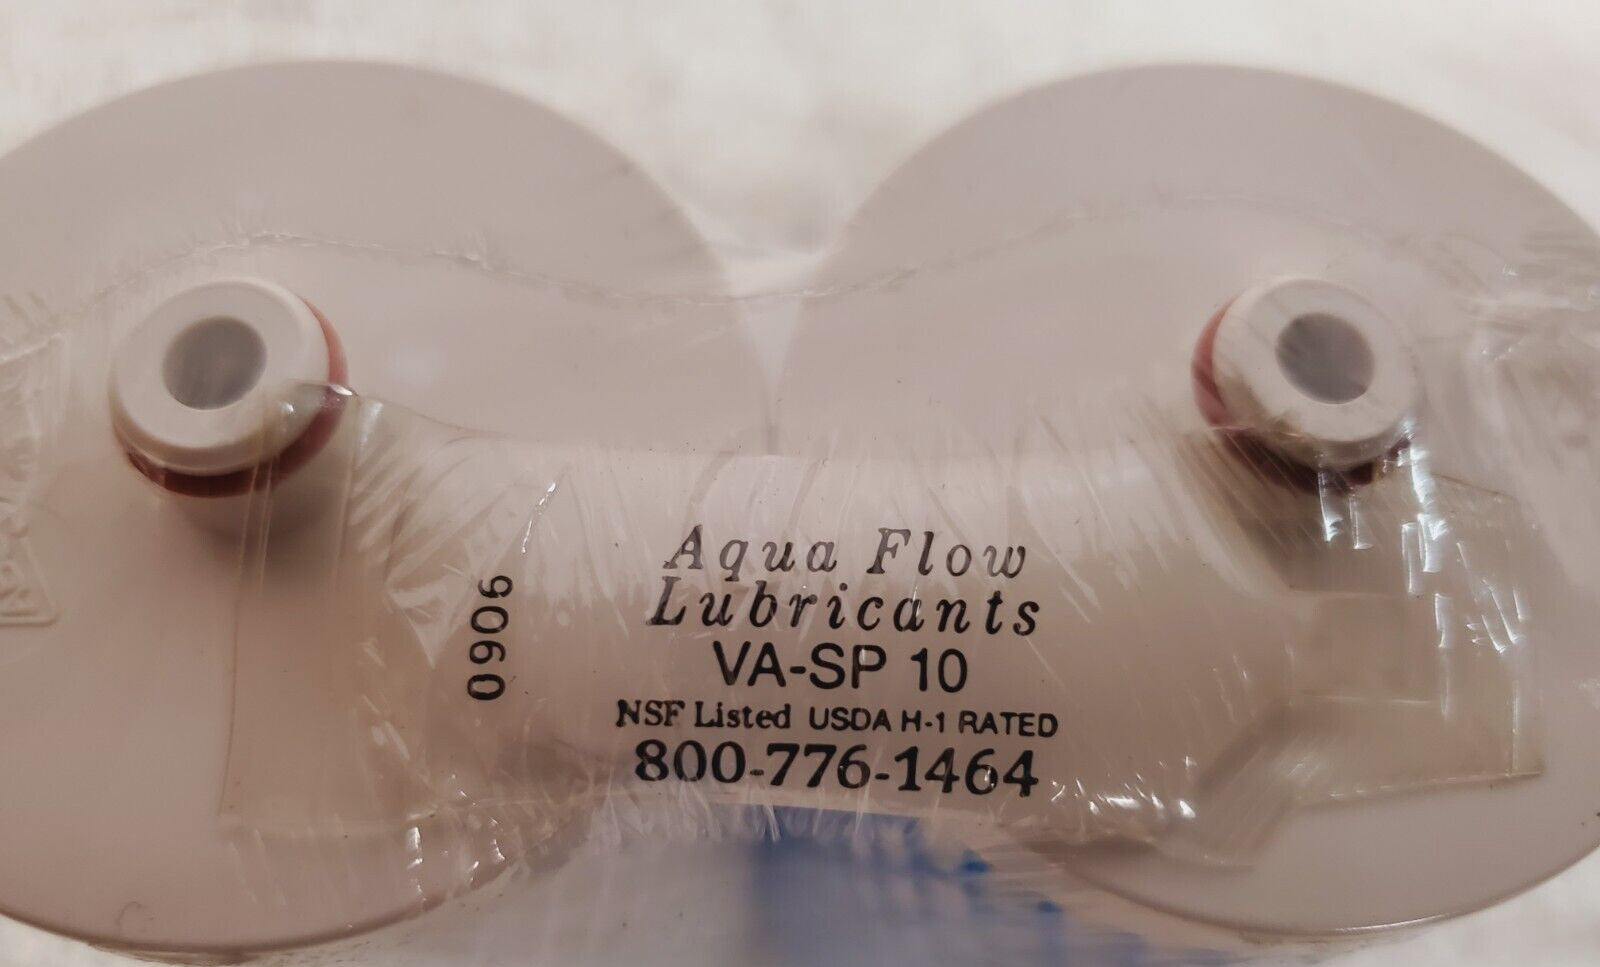 Aqua Flow
Lubricants
VA-SP 10
NSF Listed USDA H-1 RATED
800-776-1464
0906